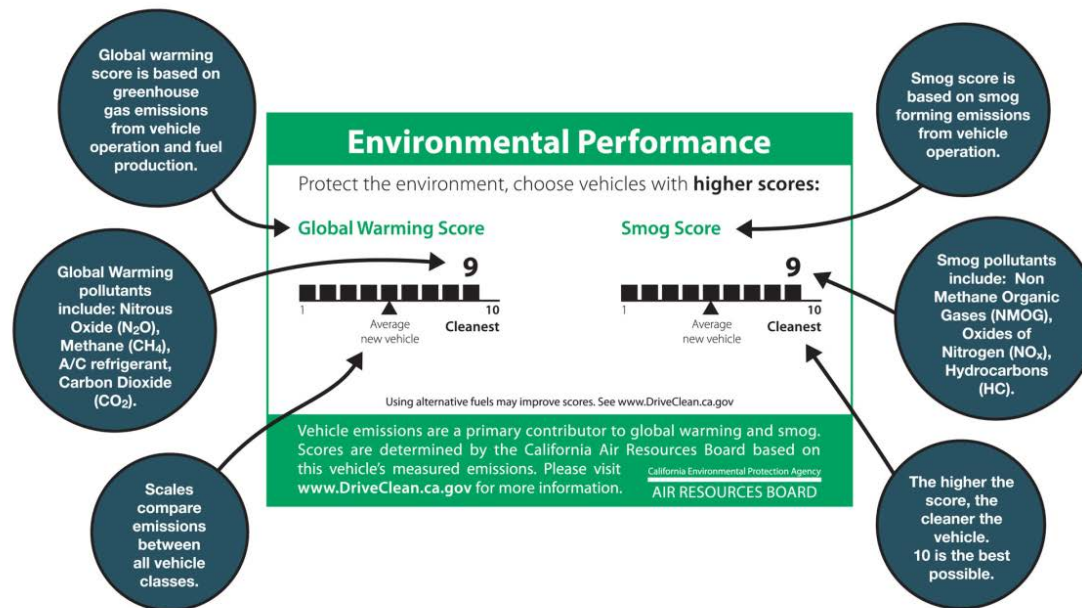 Global warming
score is based on
greenhouse
gas emissions
from vehicle
operation and fuel
production.
Smog score is
based on smog
forming emissions
from vehicle
operation.
Environmental Performance
Protect the environment, choose vehicles with higher scores:
Global Warming Score
9
1
10
Average
new vehicle
Cleanest
Smog Score
9
1
10
Average
new vehicle
Cleanest
Global Warming
pollutants
include: Nitrous
Oxide (N₂O),
Methane (CH₄),
A/C refrigerant,
Carbon Dioxide
(CO₂).
Smog pollutants
include: Non
Methane Organic
Gases (NMOG),
Oxides of
Nitrogen (NOₓ),
Hydrocarbons
(HC).
Using alternative fuels may improve scores. See www.DriveClean.ca.gov
Vehicle emissions are a primary contributor to global warming and smog.
Scores are determined by the California Air Resources Board based on
this vehicle's measured emissions. Please visit
www.DriveClean.ca.gov for more information.
California Environmental Protection Agency
AIR RESOURCES BOARD
Scales
compare
emissions
between
all vehicle
classes.
The higher the
score, the
cleaner the
vehicle.
10 is the best
possible.